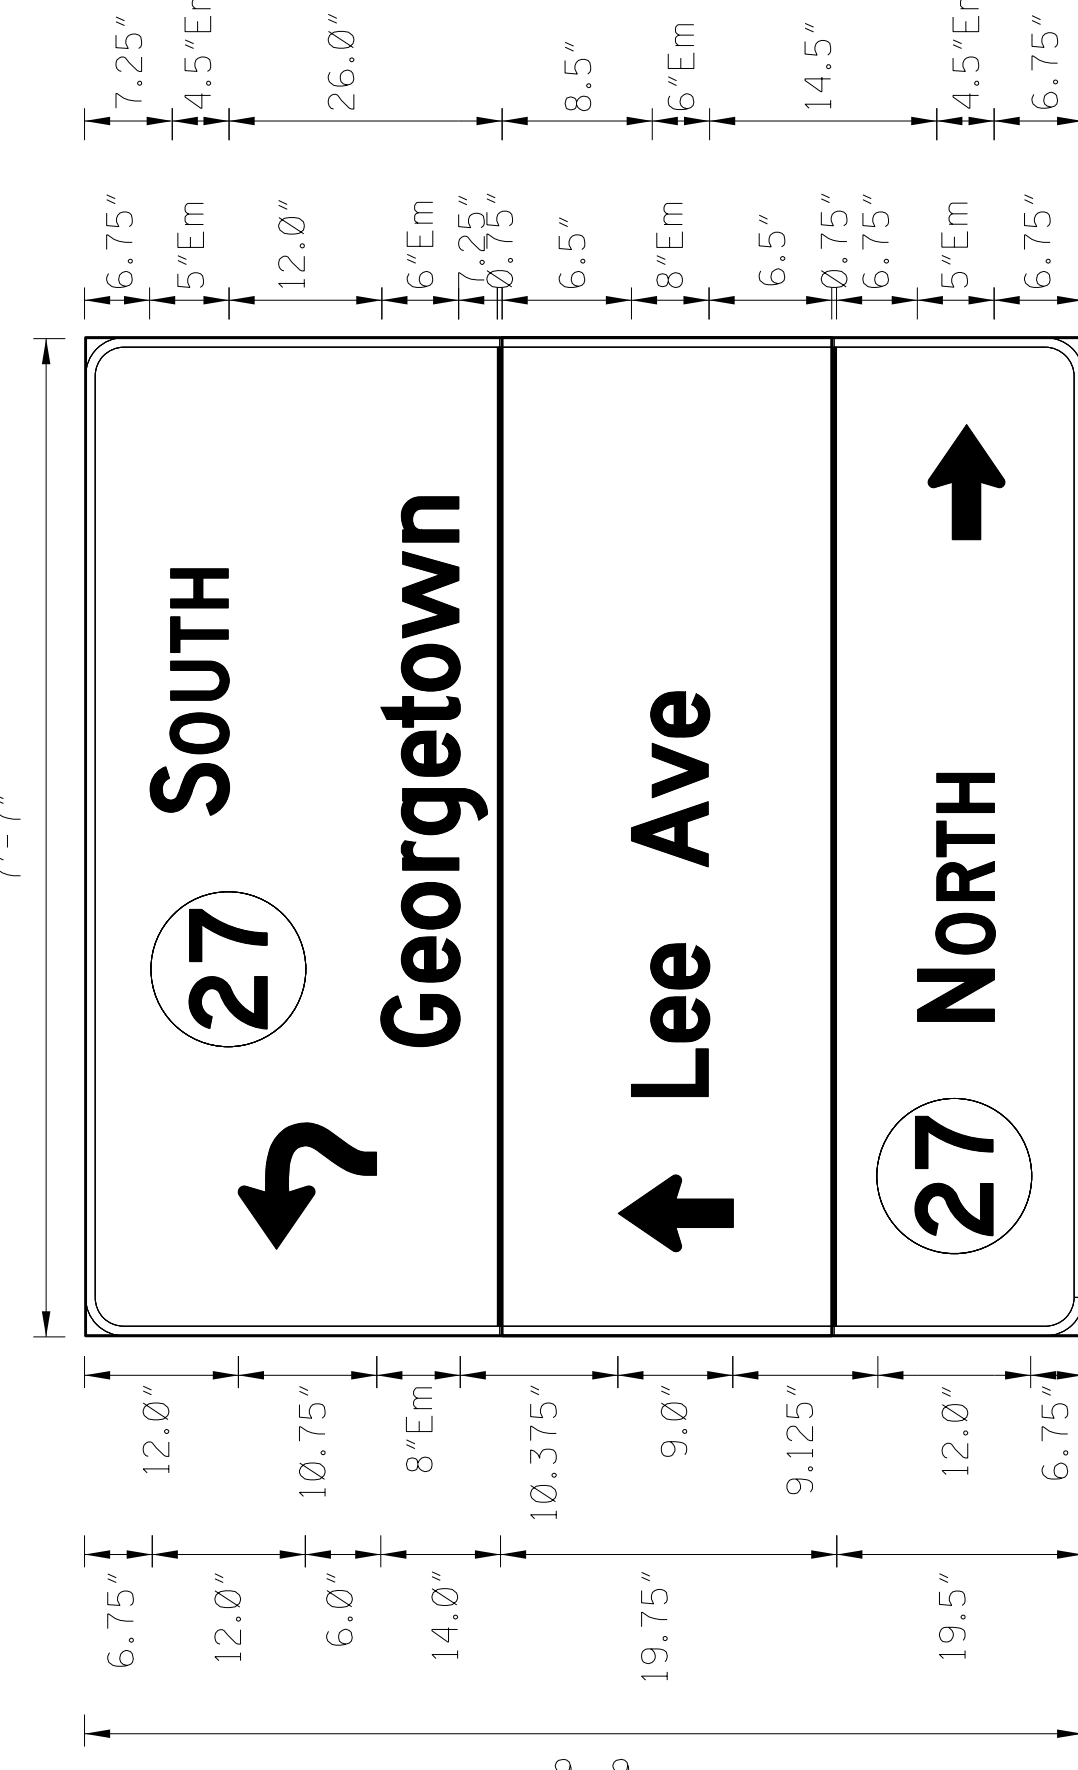 7.25″ 4.5″Em 26.0″ 8.5″ 6″Em 14.5″ 4.5″Em 6.75″
6.75″ 5″Em 12.0″ 6″Em 7.25″ 0.75″ 6.5″ 8″Em 6.5″ 0.75″ 6.75″ 5″Em 6.75″
7′-7″
27 SOUTH
Georgetown
Lee Ave
27 NORTH
12.0″ 10.75″ 8″Em 10.375″ 9.0″ 9.125″ 12.0″ 6.75″
6.75″ 12.0″ 6.0″ 14.0″ 19.75″ 19.5″